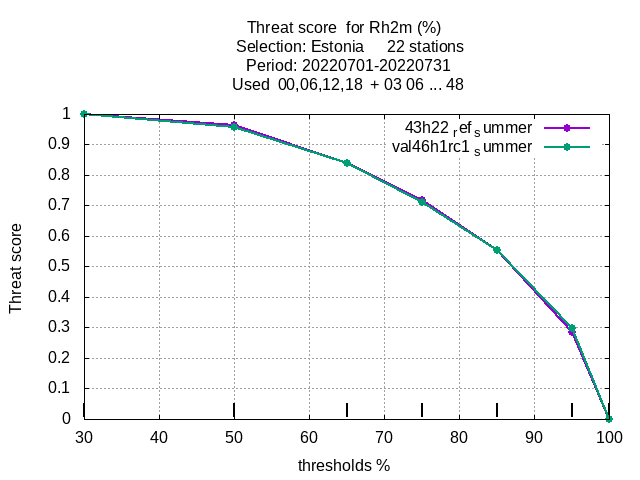 Threat score  for Rh2m (%)
Selection: Estonia     22 stations
Period: 20220701-20220731
Used  00,06,12,18  + 03 06 ... 48
43h22 ref summer
val46h1rc1 summer
1
0.9
0.8
0.7
0.6
0.5
0.4
0.3
0.2
0.1
0
Threat score
30 40 50 60 70 80 90 100
thresholds %